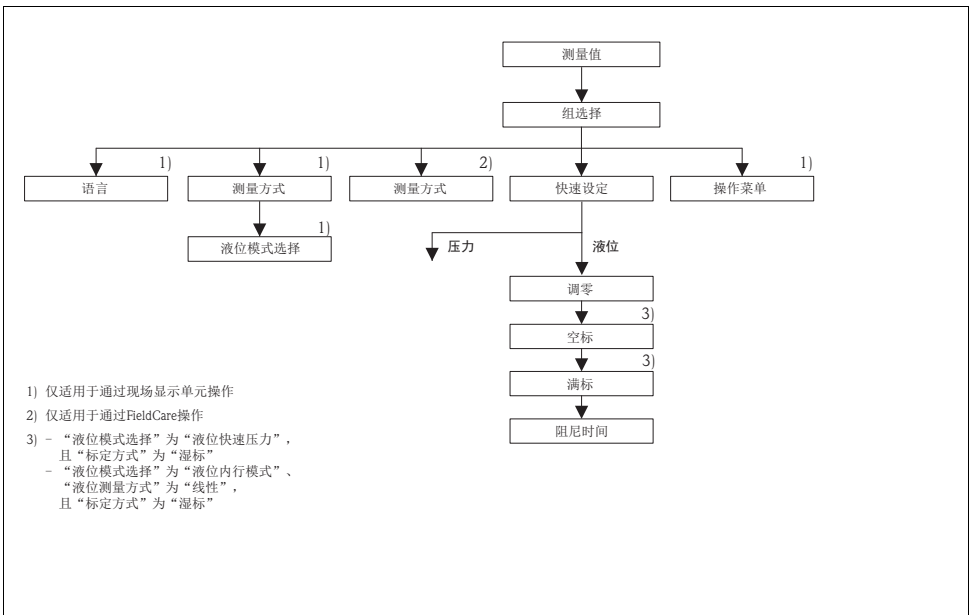 测量值
组选择
1) 1) 2) 1)
语言 测量方式 测量方式 快速设定 操作菜单
1)
液位模式选择 压力 液位
调零
3)
空标
3)
满标
阻尼时间
1) 仅适用于通过现场显示单元操作
2) 仅适用于通过FieldCare操作
3) - “液位模式选择”为“液位快速压力”，
且“标定方式”为“湿标”
- “液位模式选择”为“液位内行模式”、
“液位测量方式”为“线性”，
且“标定方式”为“湿标”